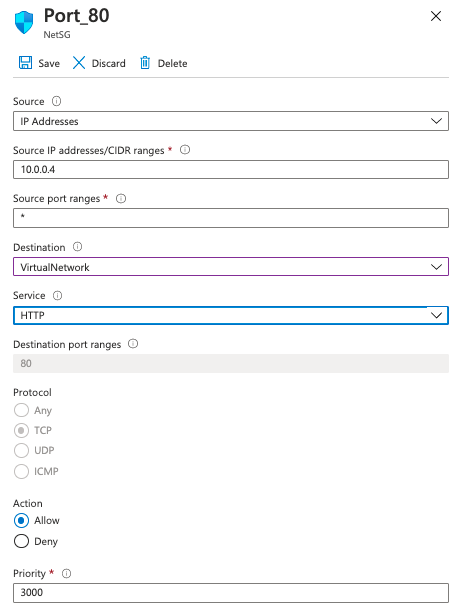 Port_80
NetSG
Save Discard Delete
Source
IP Addresses
Source IP addresses/CIDR ranges *
10.0.0.4
Source port ranges *
*
Destination
VirtualNetwork
Service
HTTP
Destination port ranges
80
Protocol
Any
TCP
UDP
ICMP
Action
Allow
Deny
Priority *
3000